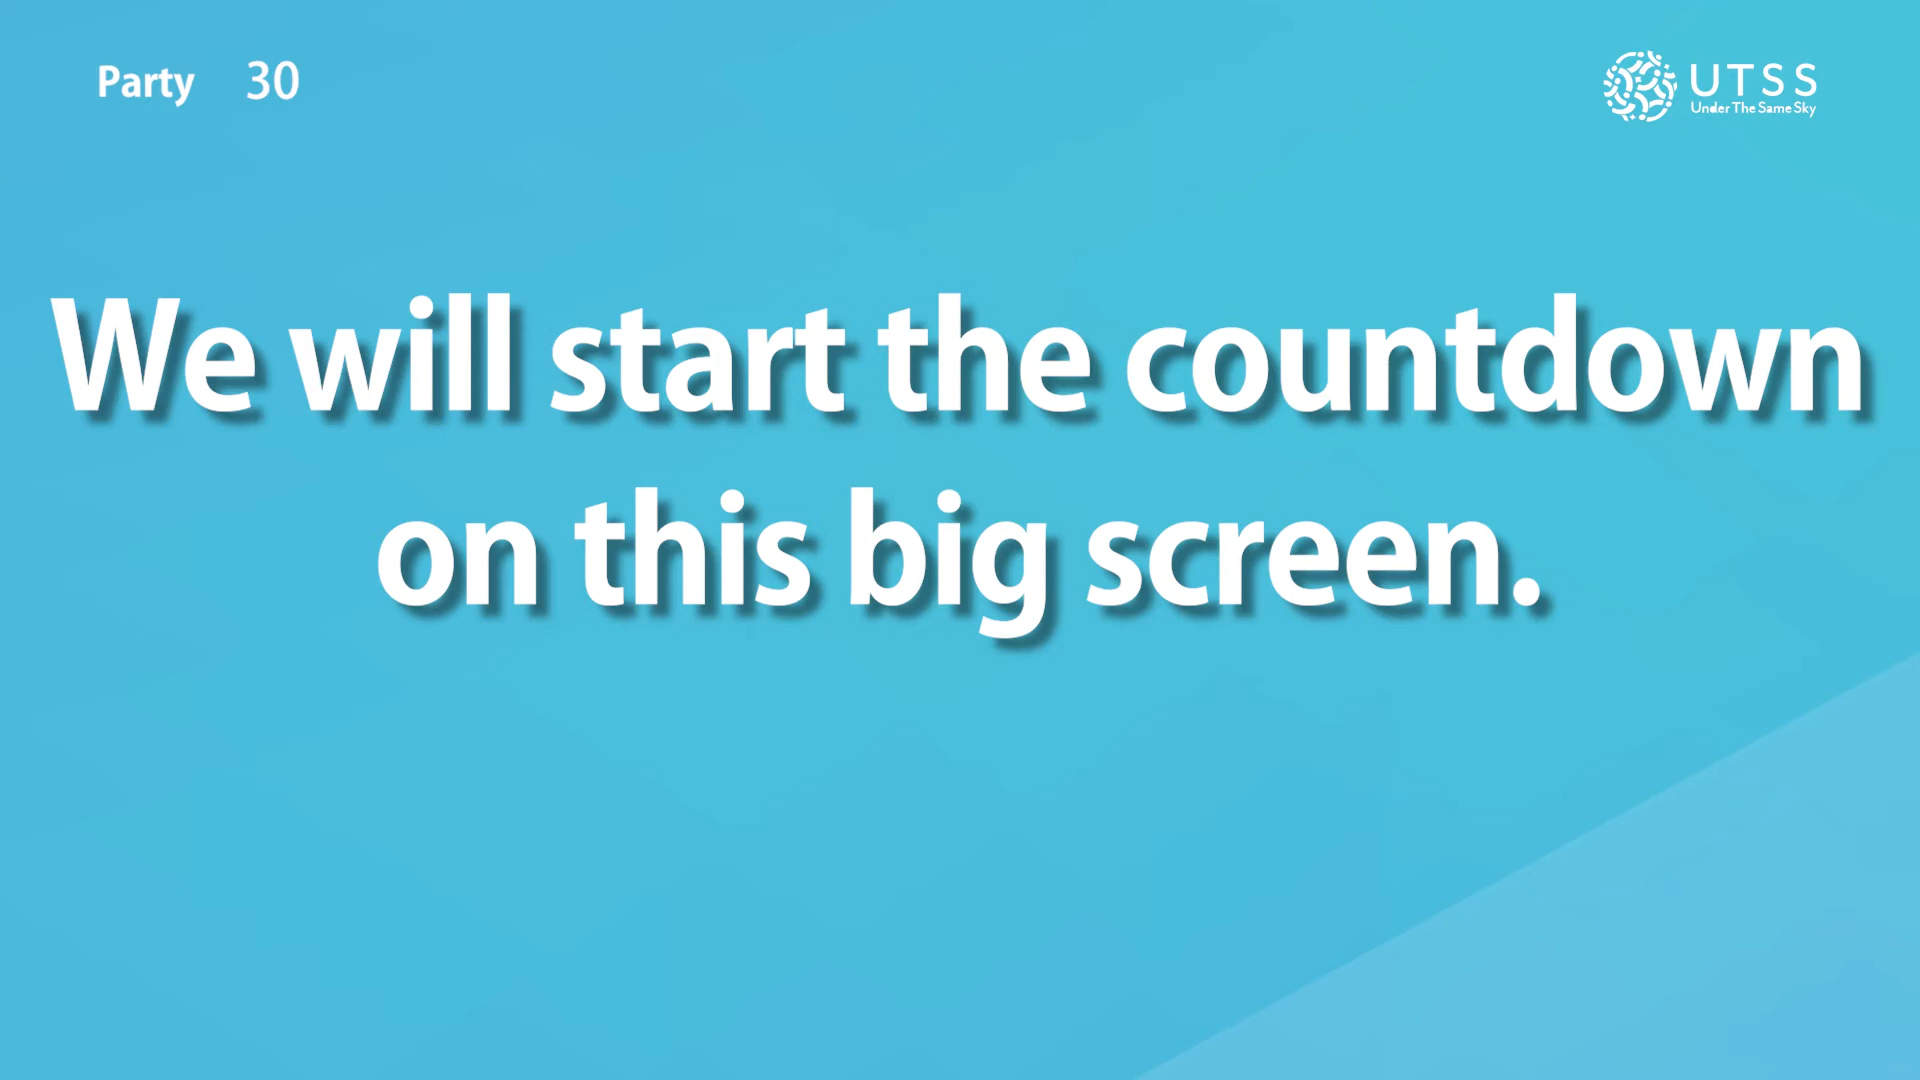 Party 30
UTSS
Under The Same Sky
We will start the countdown
on this big screen.